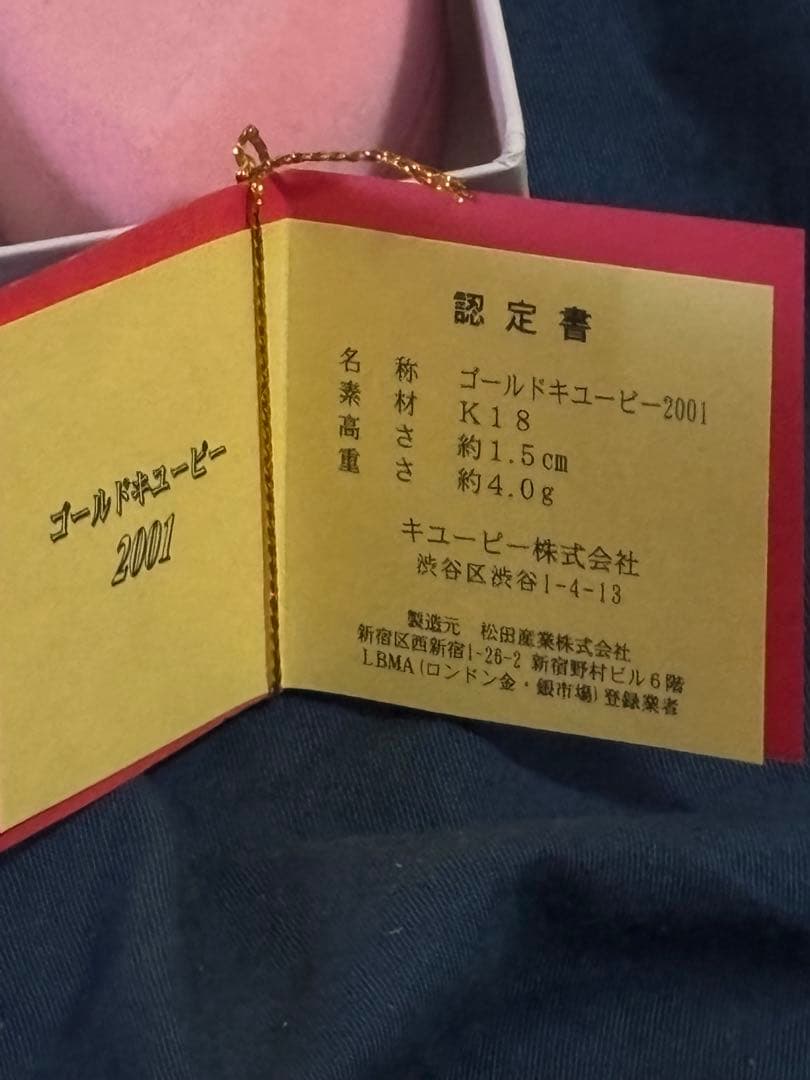 ゴールドキユーピー
2001
認定書
名称 ゴールドキユーピー2001
素材 K18
高さ 約1.5cm
重さ 約4.0g
キユーピー株式会社
渋谷区渋谷1-4-13
製造元 松田産業株式会社
新宿区西新宿1-26-2 新宿野村ビル6階
LBMA(ロンドン金・銀市場)登録業者